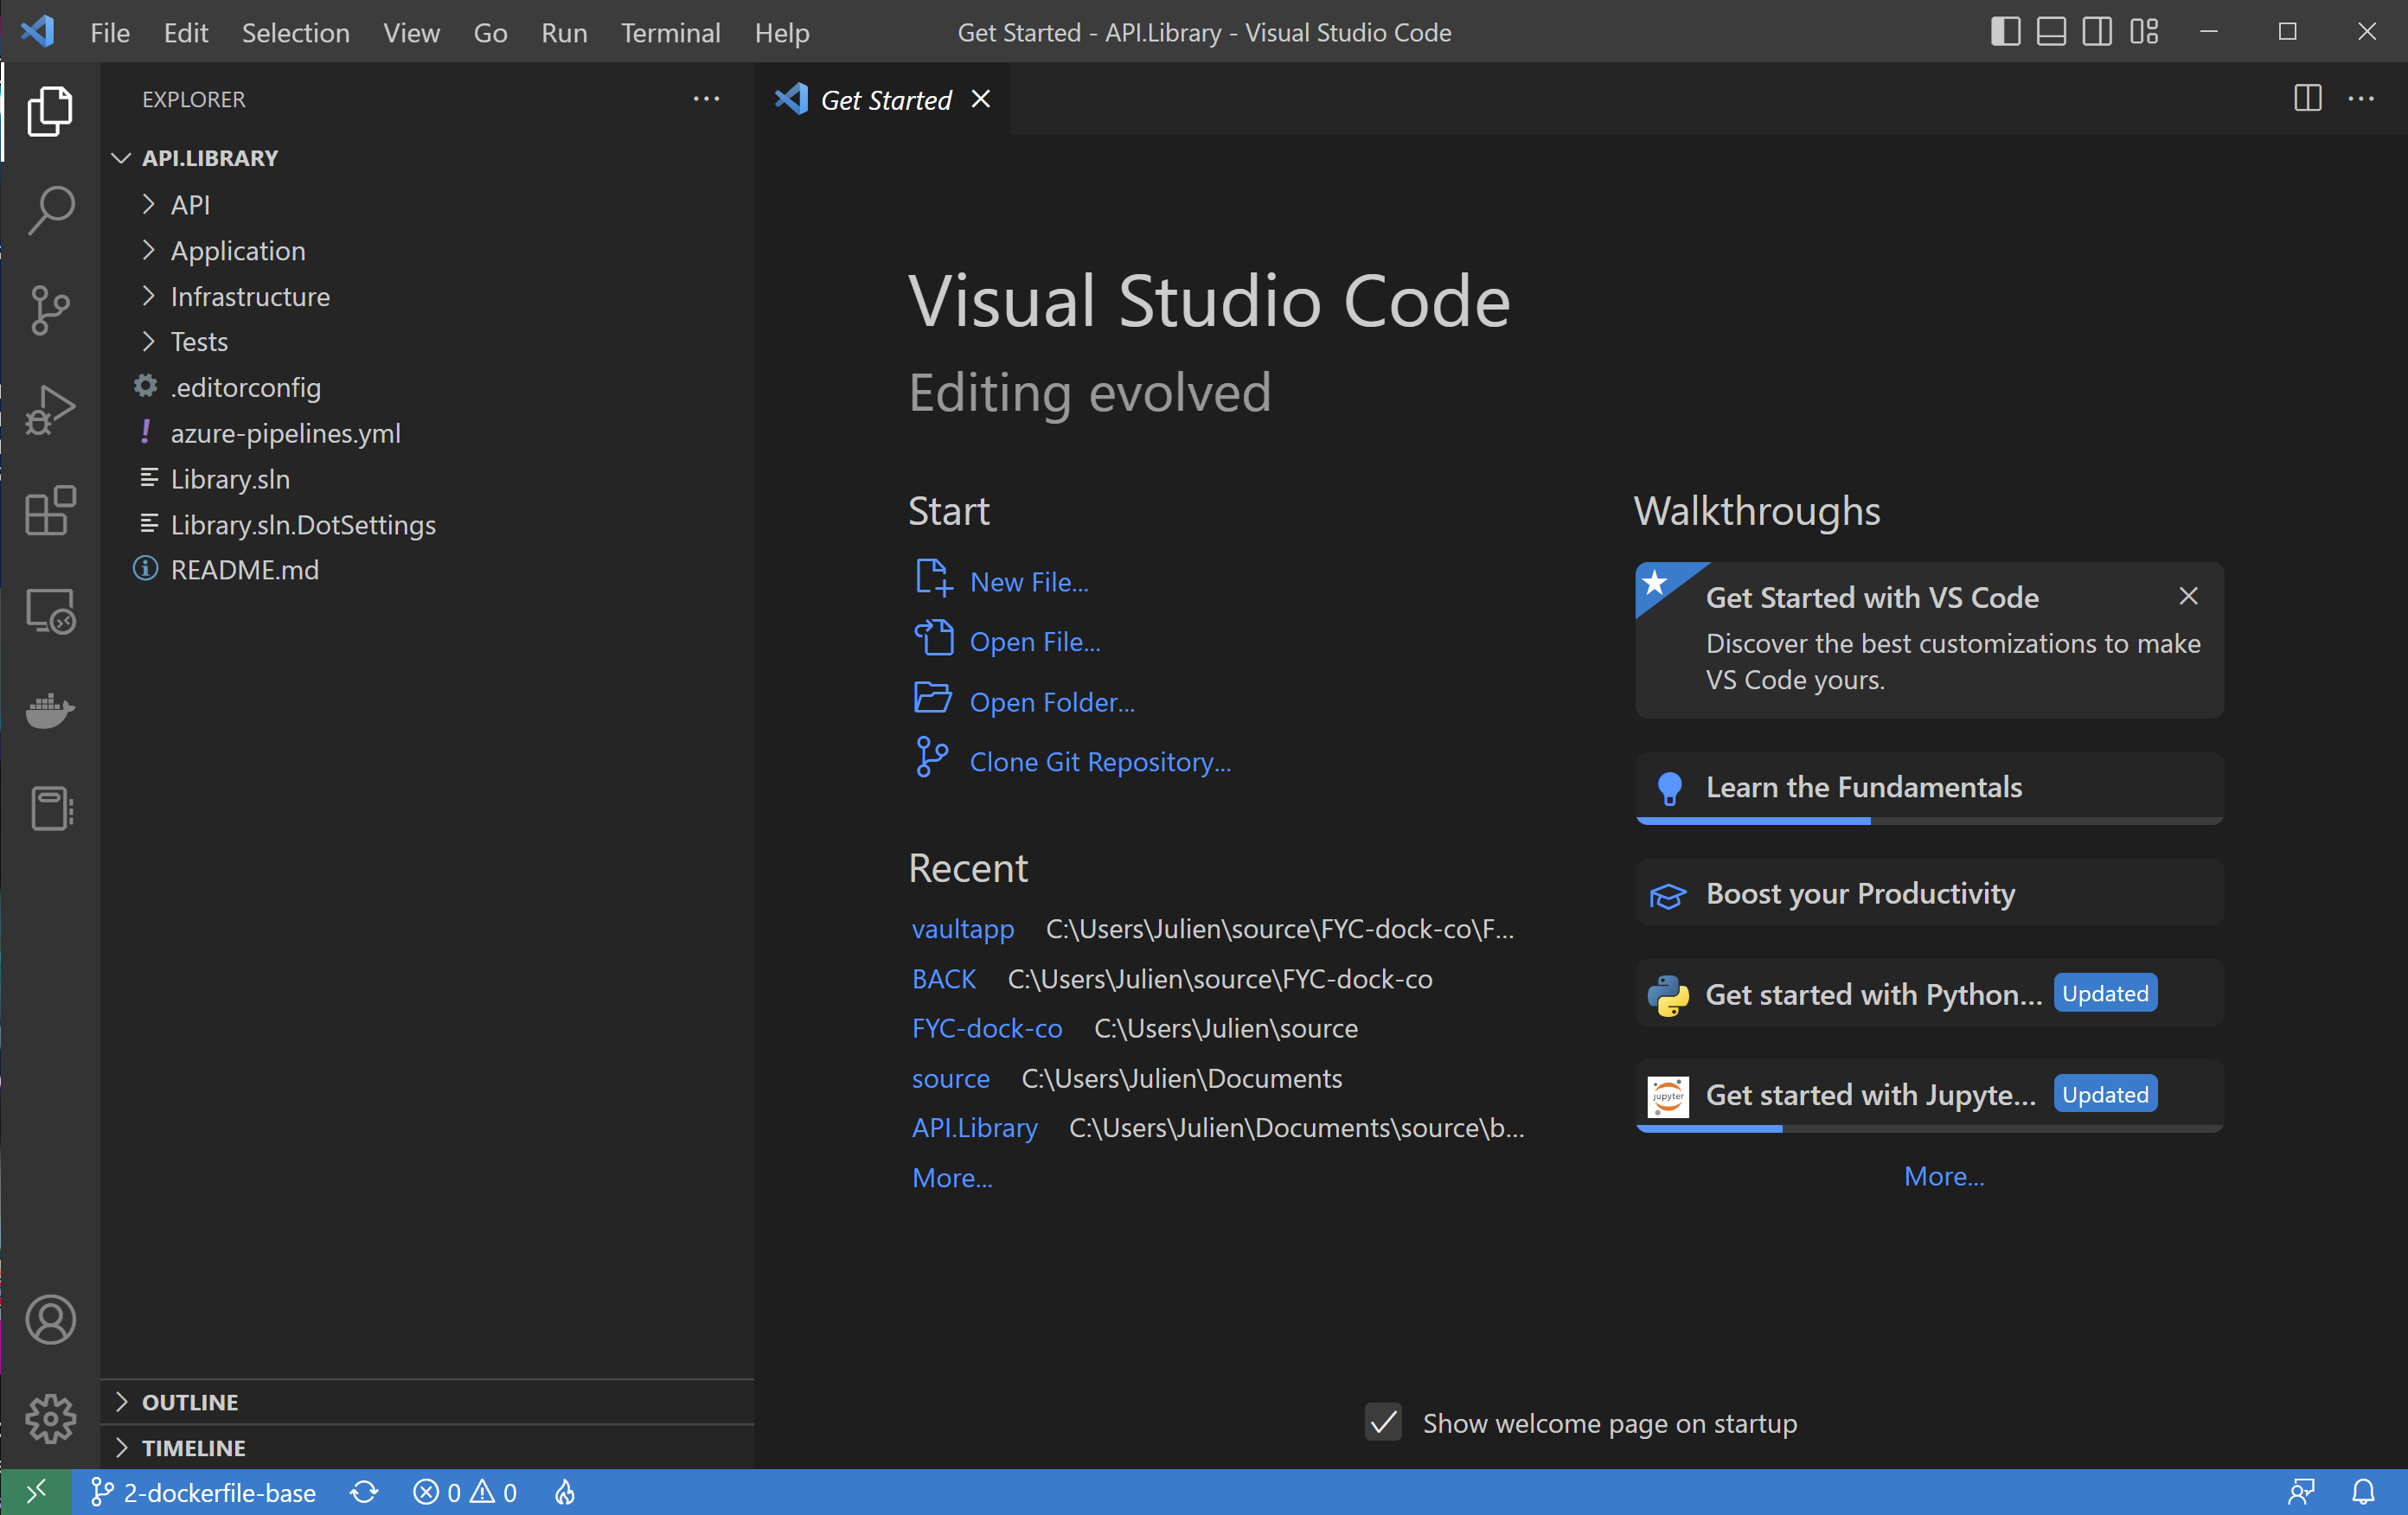 File Edit Selection View Go Run Terminal Help Get Started - API.Library - Visual Studio Code
EXPLORER
API.LIBRARY
API
Application
Infrastructure
Tests
.editorconfig
azure-pipelines.yml
Library.sln
Library.sln.DotSettings
README.md
OUTLINE
TIMELINE
Get Started
Visual Studio Code
Editing evolved
Start
New File...
Open File...
Open Folder...
Clone Git Repository...
Recent
vaultapp C:\Users\Julien\source\FYC-dock-co\F...
BACK C:\Users\Julien\source\FYC-dock-co
FYC-dock-co C:\Users\Julien\source
source C:\Users\Julien\Documents
API.Library C:\Users\Julien\Documents\source\b...
More...
Walkthroughs
Get Started with VS Code
Discover the best customizations to make
VS Code yours.
Learn the Fundamentals
Boost your Productivity
Get started with Python... Updated
jupyter
Get started with Jupyte... Updated
More...
Show welcome page on startup
2-dockerfile-base 0 0